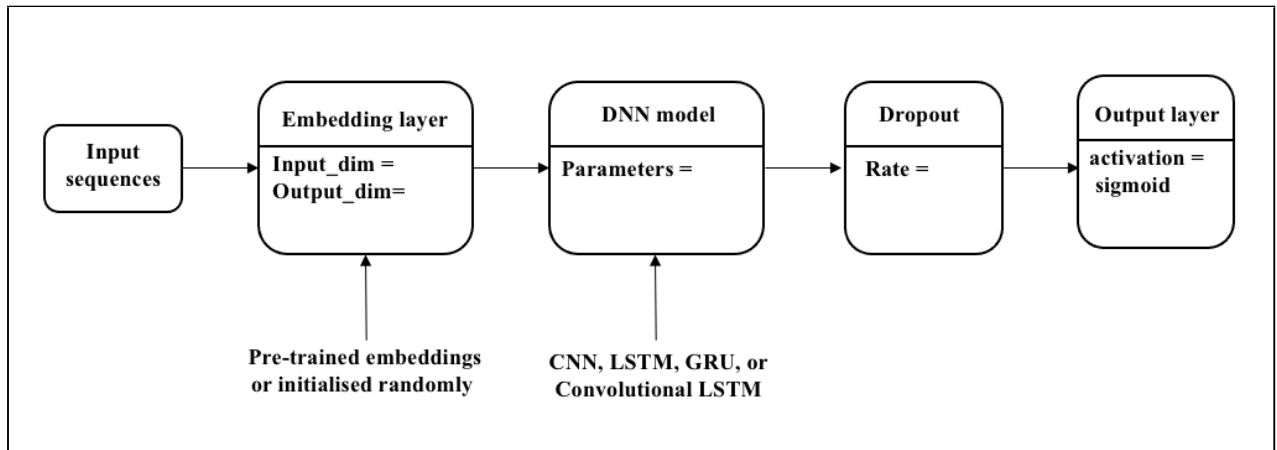 Input
sequences
Embedding layer
Input_dim =
Output_dim=
DNN model
Parameters =
Dropout
Rate =
Output layer
activation =
sigmoid
Pre-trained embeddings
or initialised randomly
CNN, LSTM, GRU, or
Convolutional LSTM